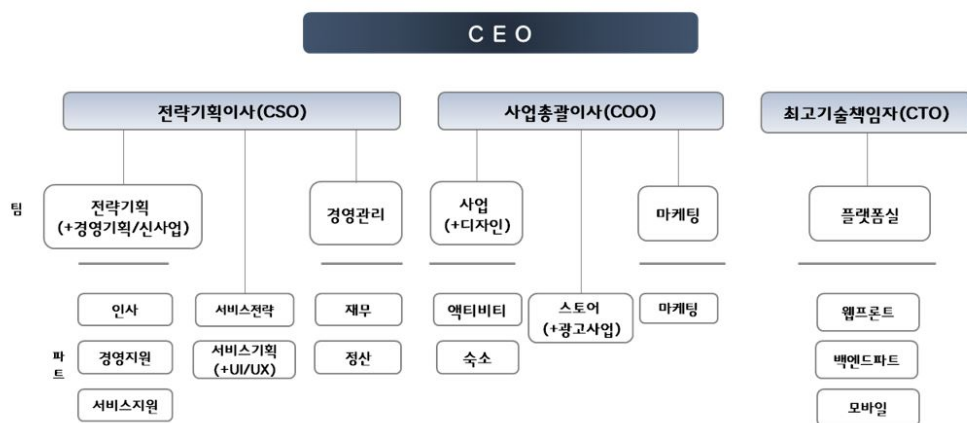 CEO
전략기획이사(CSO)
사업총괄이사(COO)
최고기술책임자(CTO)
팀
전략기획
(+경영기획/신사업)
경영관리
사업
(+디자인)
마케팅
플랫폼실
파
트
인사
서비스전략
재무
액티비티
스토어
(+광고사업)
마케팅
웹프론트
경영지원
서비스기획
(+UI/UX)
정산
숙소
백엔드파트
서비스지원
모바일